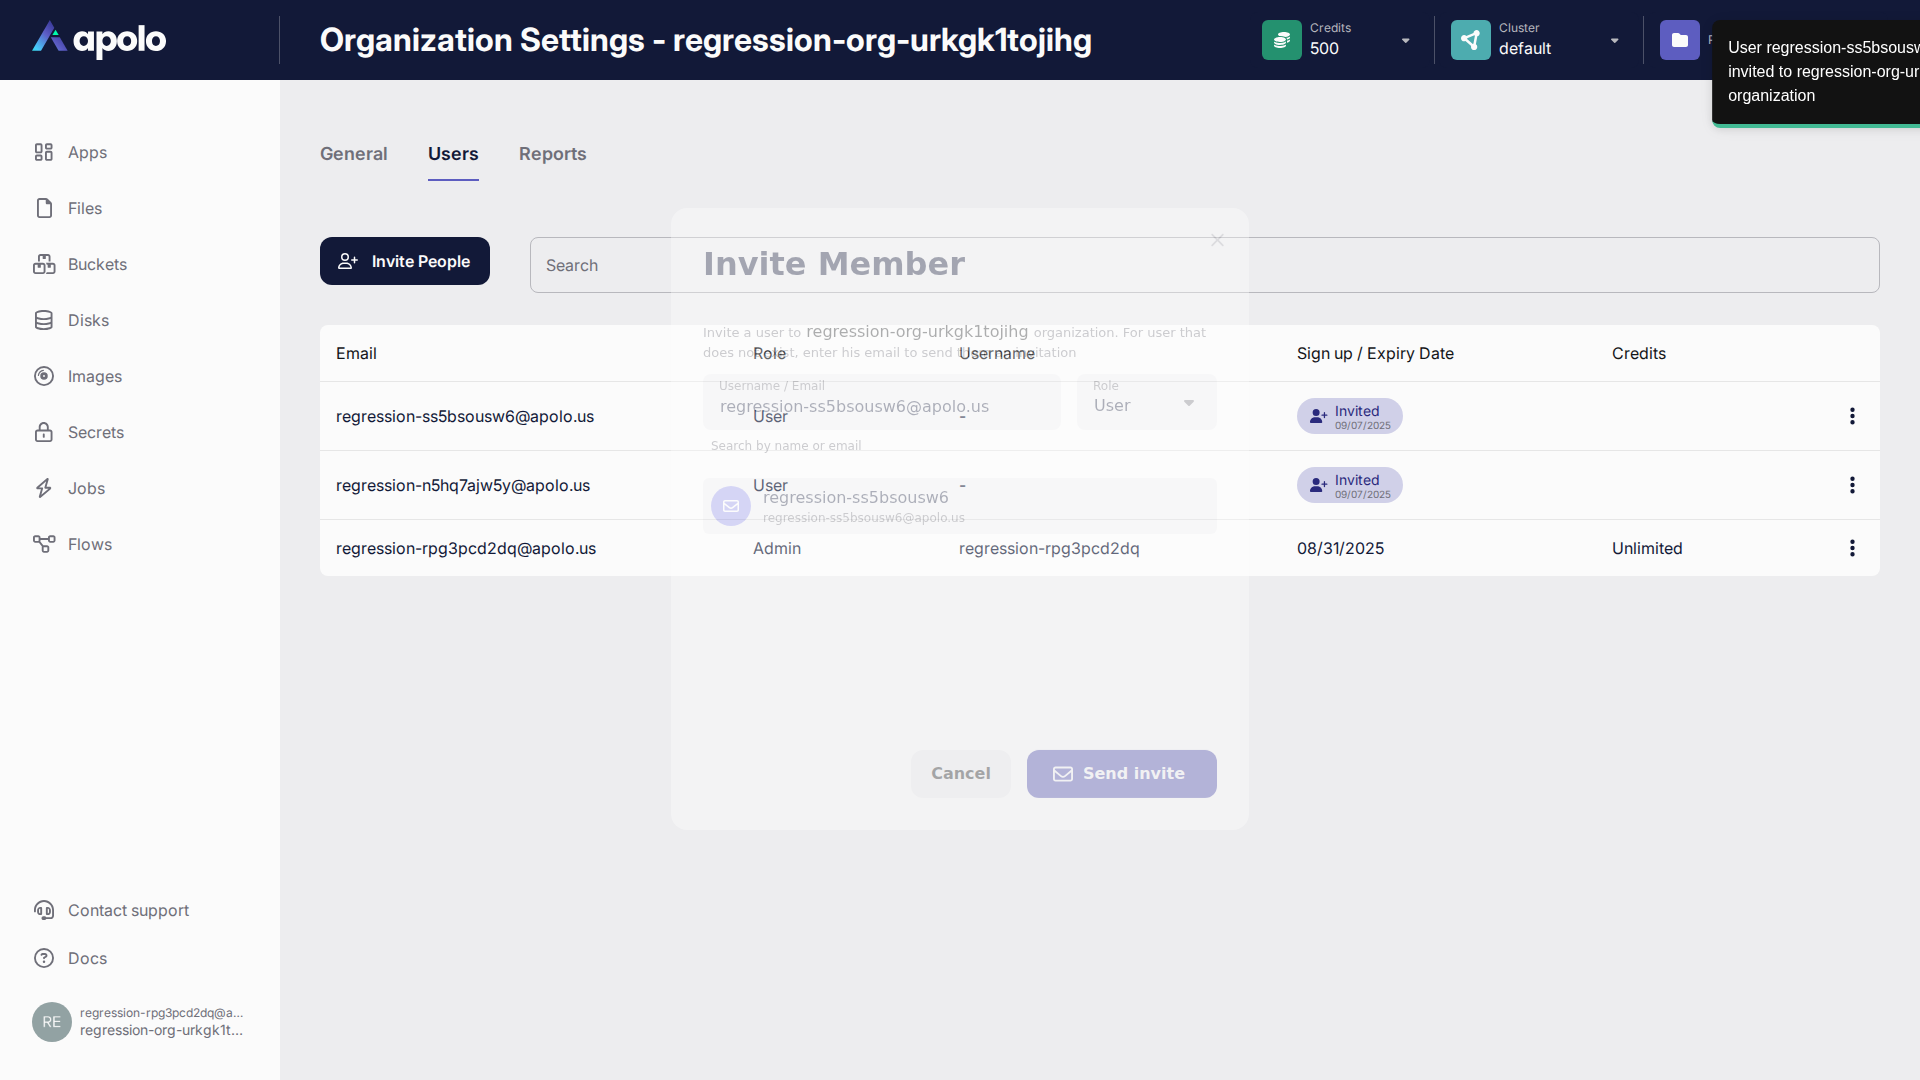 apolo
Organization Settings - regression-org-urkgk1tojihg
Credits
500
Cluster
default
User regression-ss5bsousw
invited to regression-org-ur
organization
Apps
Files
Buckets
Disks
Images
Secrets
Jobs
Flows
Contact support
Docs
RE
regression-rpg3pcd2dq@a...
regression-org-urkgk1t...
General Users Reports
Invite People
Search
Email Role Username Sign up / Expiry Date Credits
regression-ss5bsousw6@apolo.us User - Invited
09/07/2025
regression-n5hq7ajw5y@apolo.us User - Invited
09/07/2025
regression-rpg3pcd2dq@apolo.us Admin regression-rpg3pcd2dq 08/31/2025 Unlimited
Invite Member
Invite a user to regression-org-urkgk1tojihg organization. For user that
does not exist, enter his email to send them an invitation
Username / Email
regression-ss5bsousw6@apolo.us
Role
User
Search by name or email
regression-ss5bsousw6
regression-ss5bsousw6@apolo.us
Cancel
Send invite